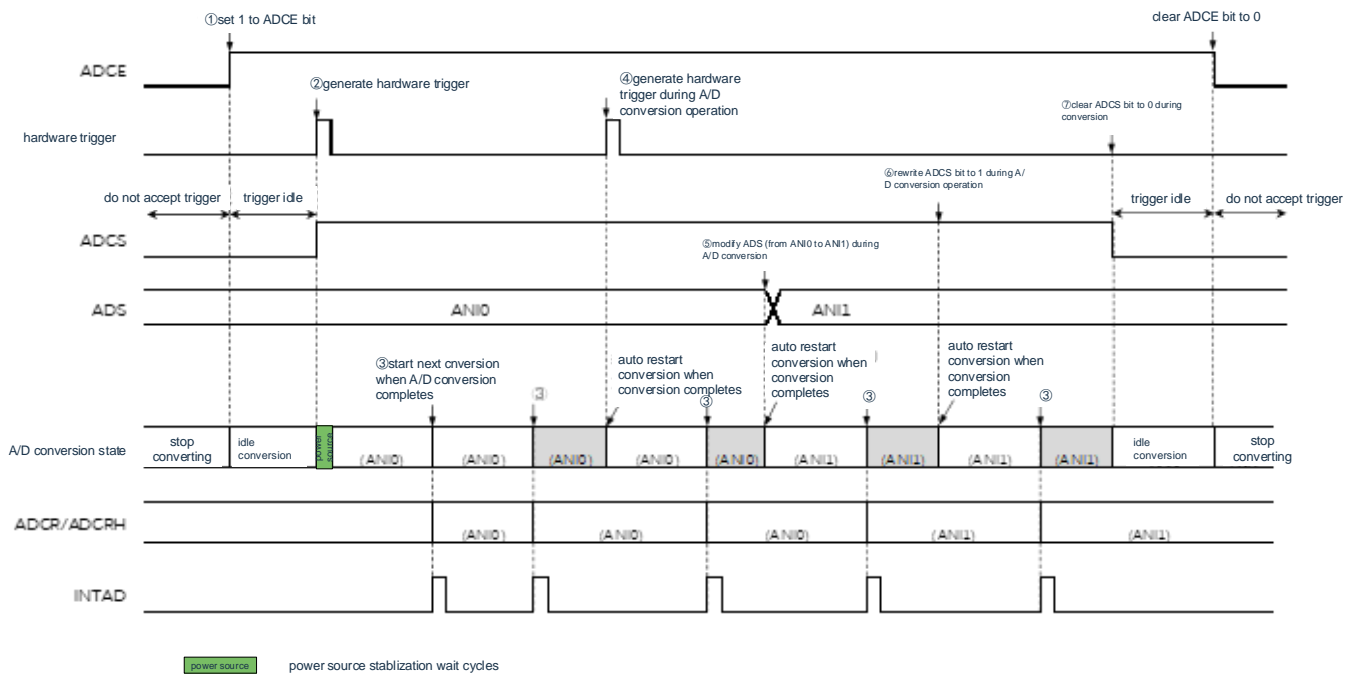 ①set 1 to ADCE bit
clear ADCE bit to 0
ADCE
②generate hardware trigger
④generate hardware
trigger during A/D
conversion operation
⑦clear ADCS bit to 0 during
conversion
hardware trigger
⑥rewrite ADCS bit to 1 during A/
D conversion operation
do not accept trigger
trigger idle
trigger idle
do not accept trigger
ADCS
⑤modify ADS (from ANI0 to ANI1) during
A/D conversion
ADS
ANI0
ANI1
③start next cnversion
when A/D conversion
completes
③
auto restart
conversion when
conversion completes
③
auto restart
conversion when
conversion
completes
③
auto restart
conversion when
conversion
completes
③
A/D conversion state
stop
converting
idle
conversion
power
source
(ANI0)
(ANI0)
(ANI0)
(ANI0)
(ANI0)
(ANI1)
(ANI1)
(ANI1)
(ANI1)
idle
conversion
stop
converting
ADCR/ADCRH
(ANI0)
(ANI0)
(ANI0)
(ANI1)
(ANI1)
INTAD
power source
power source stablization wait cycles